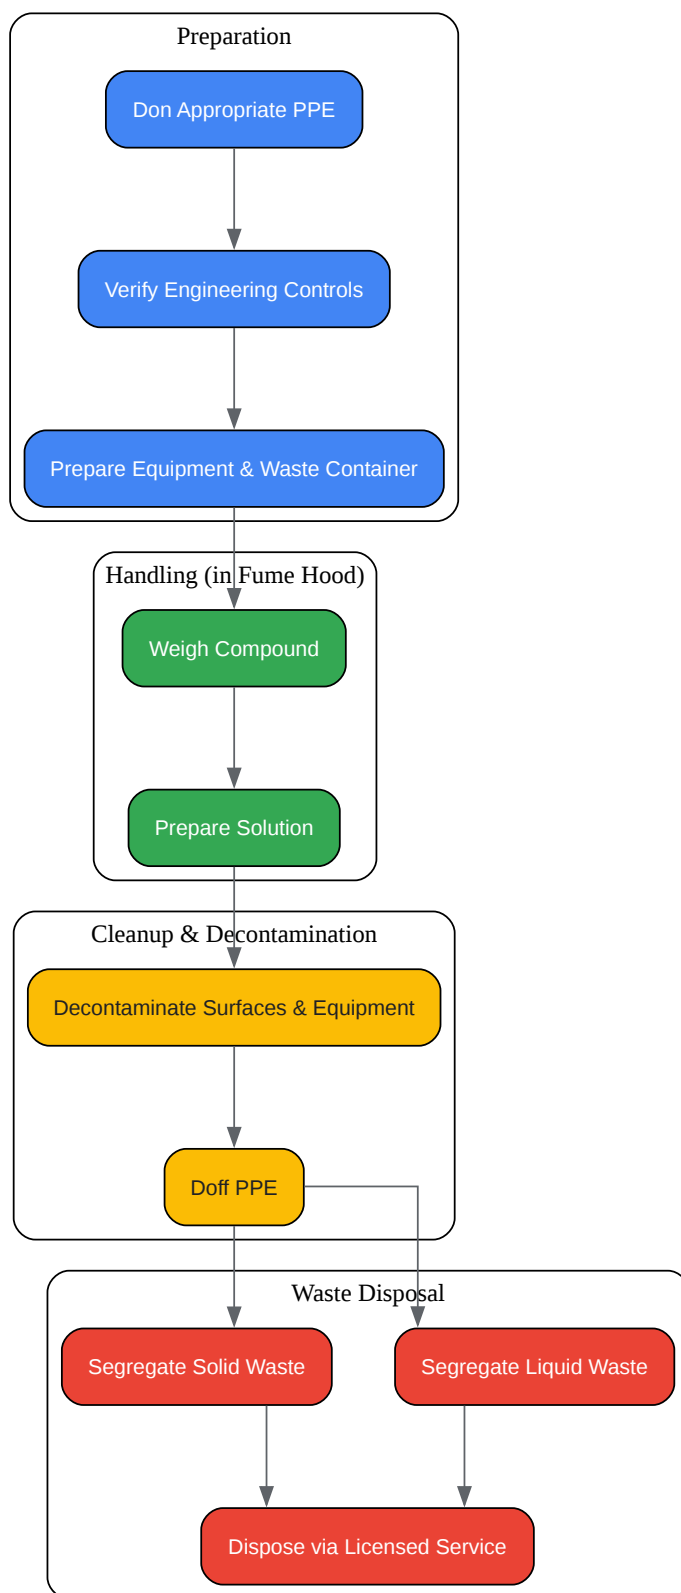 Preparation
Don Appropriate PPE
Verify Engineering Controls
Prepare Equipment & Waste Container
Handling (in Fume Hood)
Weigh Compound
Prepare Solution
Cleanup & Decontamination
Decontaminate Surfaces & Equipment
Doff PPE
Waste Disposal
Segregate Solid Waste
Segregate Liquid Waste
Dispose via Licensed Service